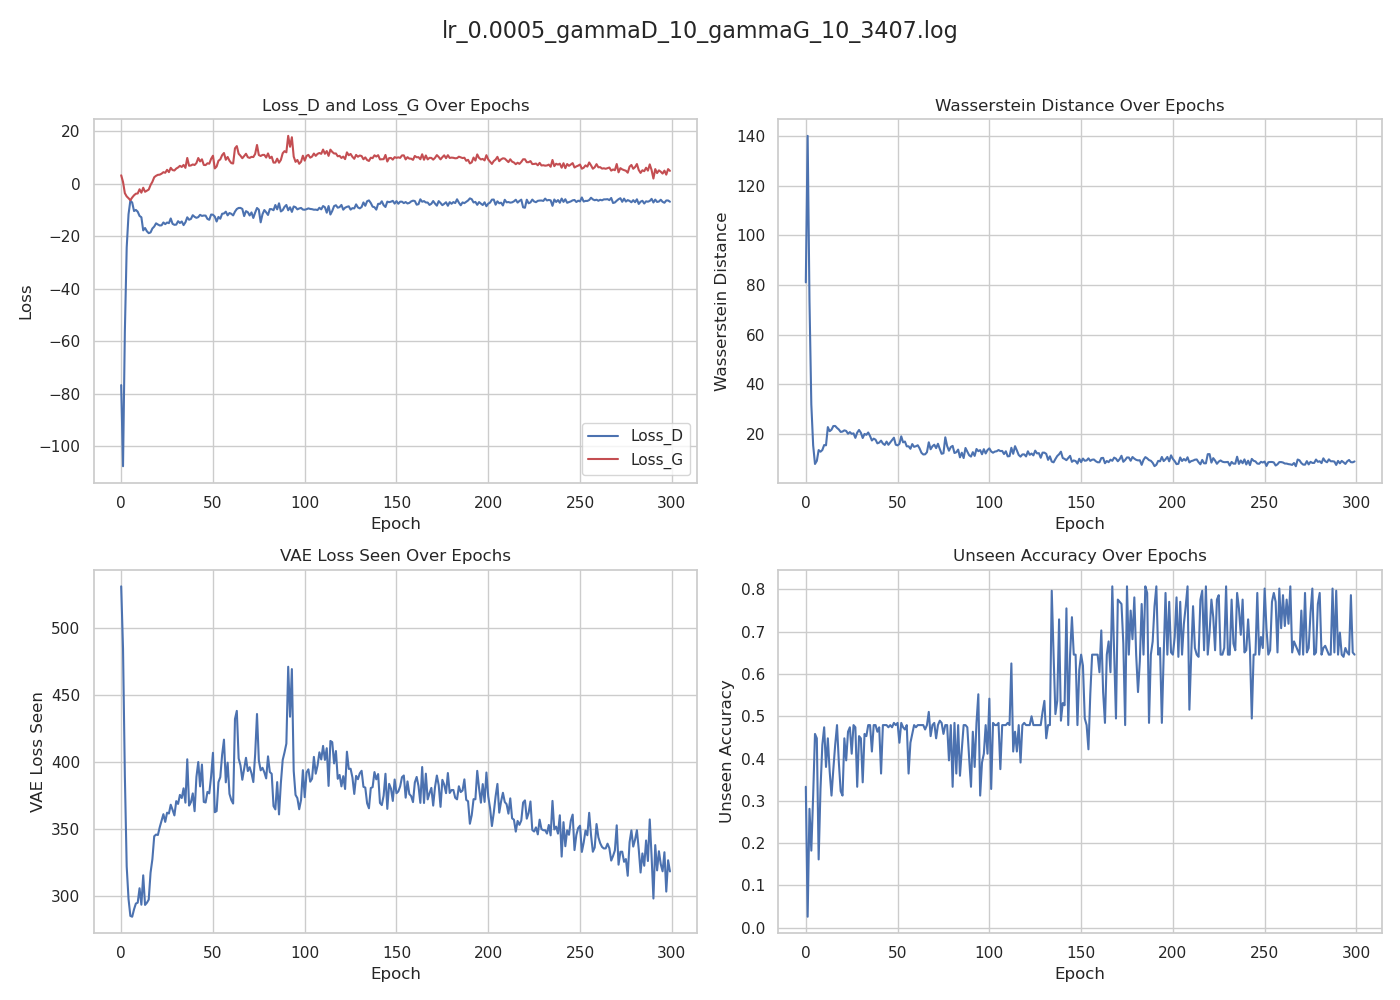 lr_0.0005_gammaD_10_gammaG_10_3407.log
Loss_D and Loss_G Over Epochs
20
0
−20
−40
−60
−80
−100
Loss
Loss_D
Loss_G
0 50 100 150 200 250 300
Epoch
Wasserstein Distance Over Epochs
140
120
100
80
60
40
20
Wasserstein Distance
0 50 100 150 200 250 300
Epoch
VAE Loss Seen Over Epochs
500
450
400
350
300
VAE Loss Seen
0 50 100 150 200 250 300
Epoch
Unseen Accuracy Over Epochs
0.8
0.7
0.6
0.5
0.4
0.3
0.2
0.1
0.0
Unseen Accuracy
0 50 100 150 200 250 300
Epoch